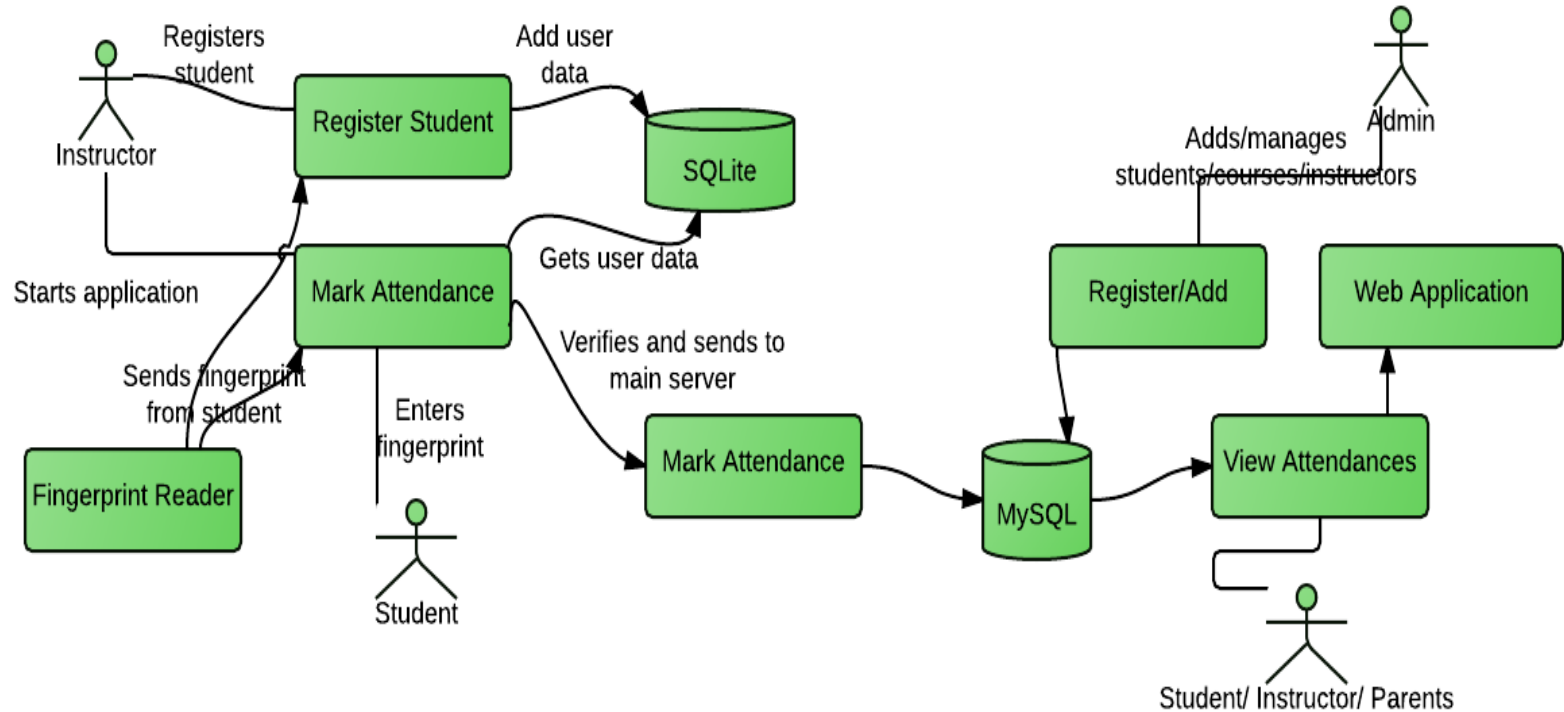 Registers
student
Add user
data
Instructor
Register Student
SQLite
Admin
Adds/manages
students/courses/instructors
Gets user data
Starts application
Mark Attendance
Register/Add
Web Application
Verifies and sends to
main server
Sends fingerprint
from student
Enters
fingerprint
Fingerprint Reader
Mark Attendance
MySQL
View Attendances
Student
Student/ Instructor/ Parents